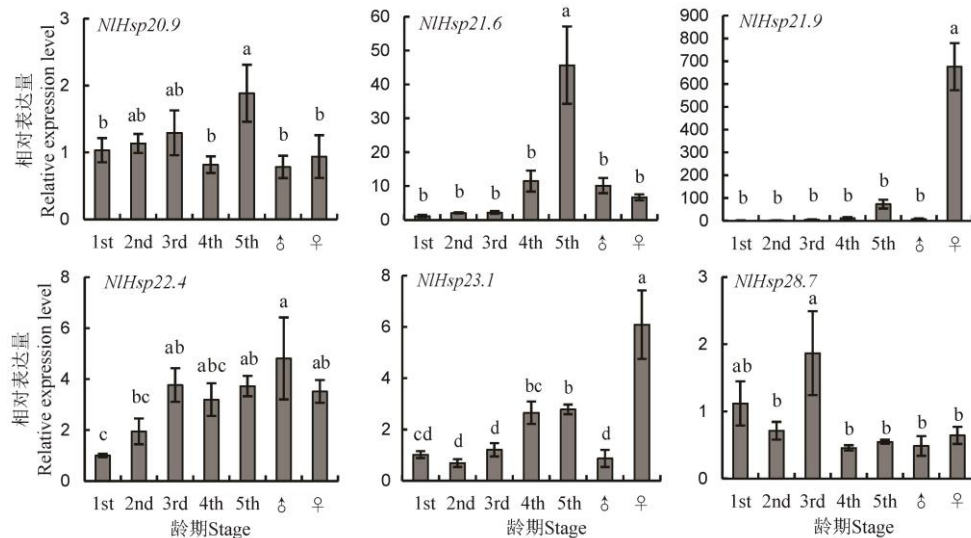 相对表达量
Relative expression level
NlHsp20.9
3
2
1
0
b
ab
ab
b
a
b
b
1st 2nd 3rd 4th 5th ♂ ♀
NlHsp21.6
60
50
40
30
20
10
0
b
b
b
b
a
b
b
1st 2nd 3rd 4th 5th ♂ ♀
NlHsp21.9
900
800
700
600
500
400
300
200
100
0
b
b
b
b
b
b
a
1st 2nd 3rd 4th 5th ♂ ♀
相对表达量
Relative expression level
NlHsp22.4
8
6
4
2
0
c
bc
ab
abc
ab
a
ab
1st 2nd 3rd 4th 5th ♂ ♀
龄期Stage
NlHsp23.1
8
6
4
2
0
cd
d
d
bc
b
d
a
1st 2nd 3rd 4th 5th ♂ ♀
龄期Stage
NlHsp28.7
3
2
1
0
ab
b
a
b
b
b
b
1st 2nd 3rd 4th 5th ♂ ♀
龄期Stage